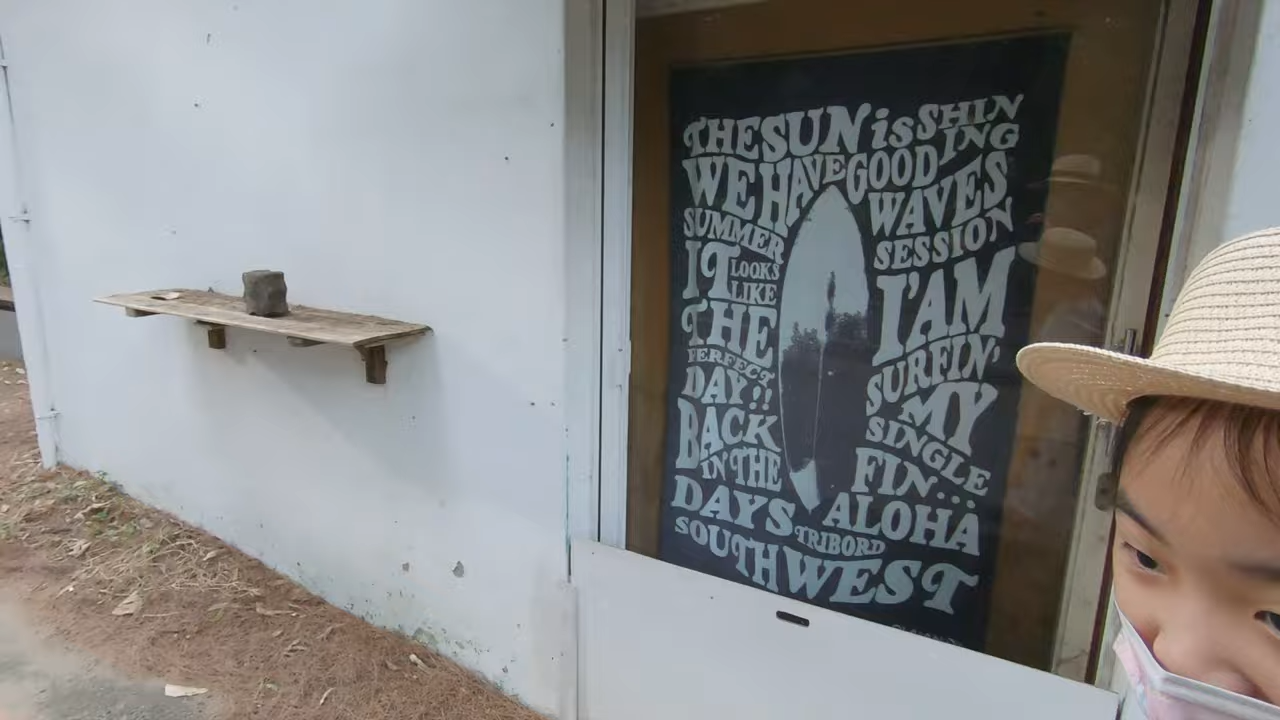 THE SUN is SHINING
WE HAVE GOOD WAVES
SUMMER SESSION
IT LOOKS LIKE
THE
PERFECT
DAY!!
BACK
IN THE
DAYS
I'AM
SURFIN'
MY
SINGLE
FIN...
ALOHA
TRIBORD
SOUTHWEST